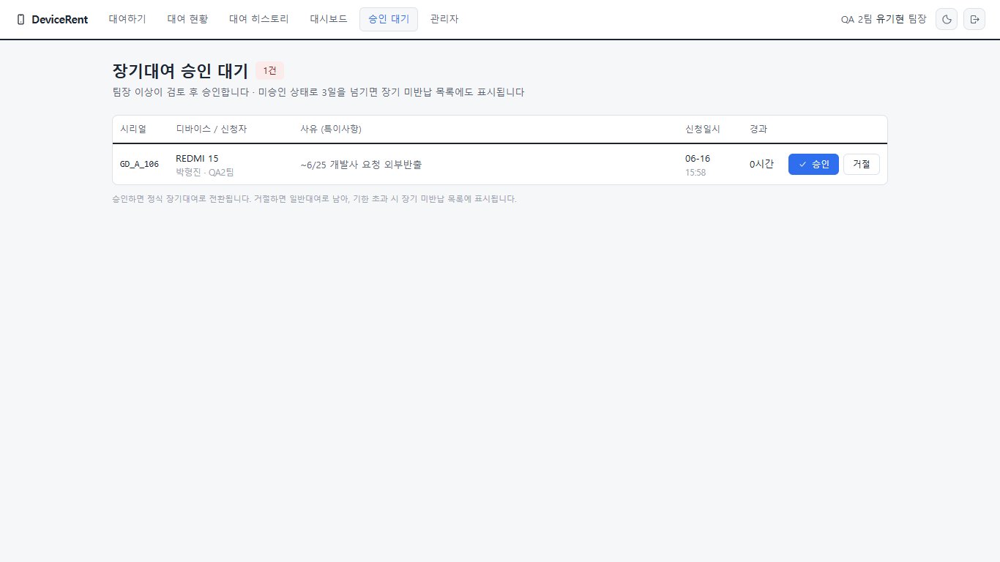 DeviceRent 대여하기 대여 현황 대여 히스토리 대시보드 승인 대기 관리자 QA 2팀 유기현 팀장
장기대여 승인 대기 1건
팀장 이상이 검토 후 승인합니다 · 미승인 상태로 3일을 넘기면 장기 미반납 목록에도 표시됩니다
시리얼 디바이스 / 신청자 사유 (특이사항) 신청일시 경과
GD_A_106 REDMI 15 ~6/25 개발사 요청 외부반출 06-16 0시간 승인 거절
박형진 · QA2팀 15:58
승인하면 정식 장기대여로 전환됩니다. 거절하면 일반대여로 남아, 기한 초과 시 장기 미반납 목록에 표시됩니다.